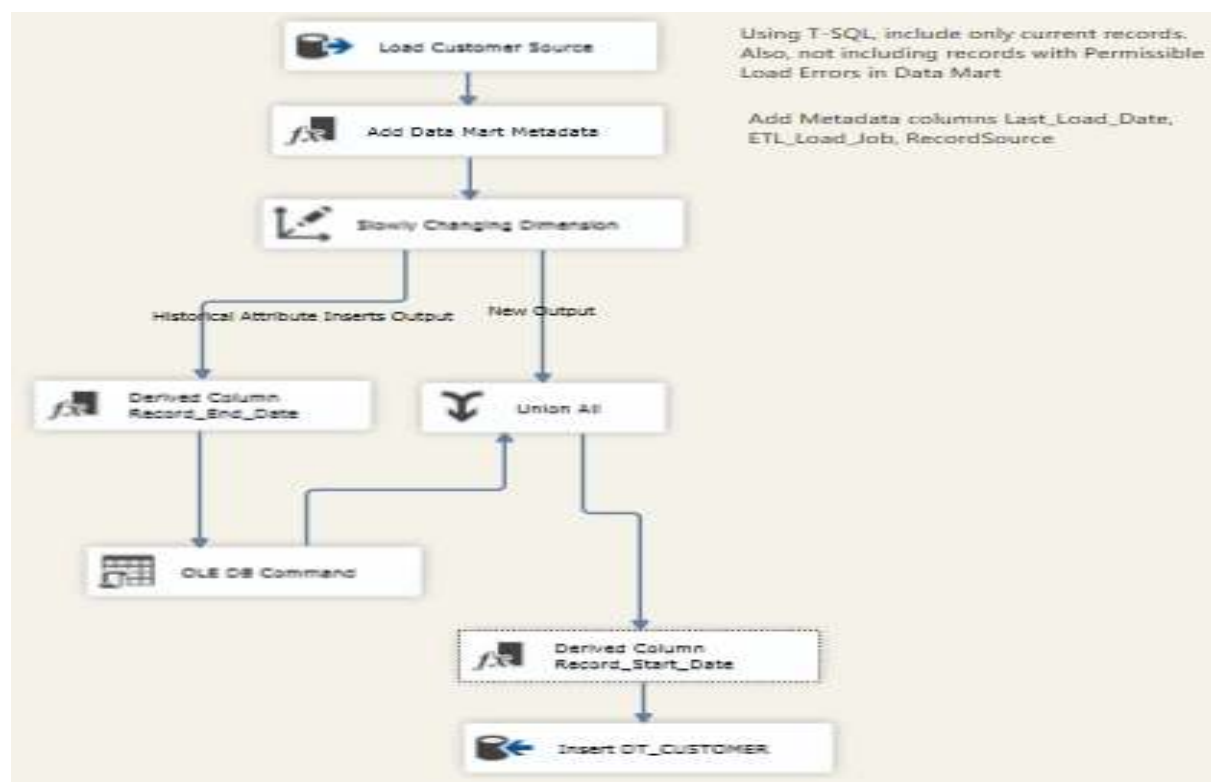 Load Customer Source
Using T-SQL, include only current records.
Also, not including records with Permissible
Load Errors in Data Mart
Add Data Mart Metadata
Add Metadata columns Last_Load_Date,
ETL_Load_Job, RecordSource
Slowly Changing Dimension
Historical Attribute Inserts Output
New Output
Derived Column
Record_End_Date
Union All
OLE DB Command
Derived Column
Record_Start_Date
Insert DT_CUSTOMER